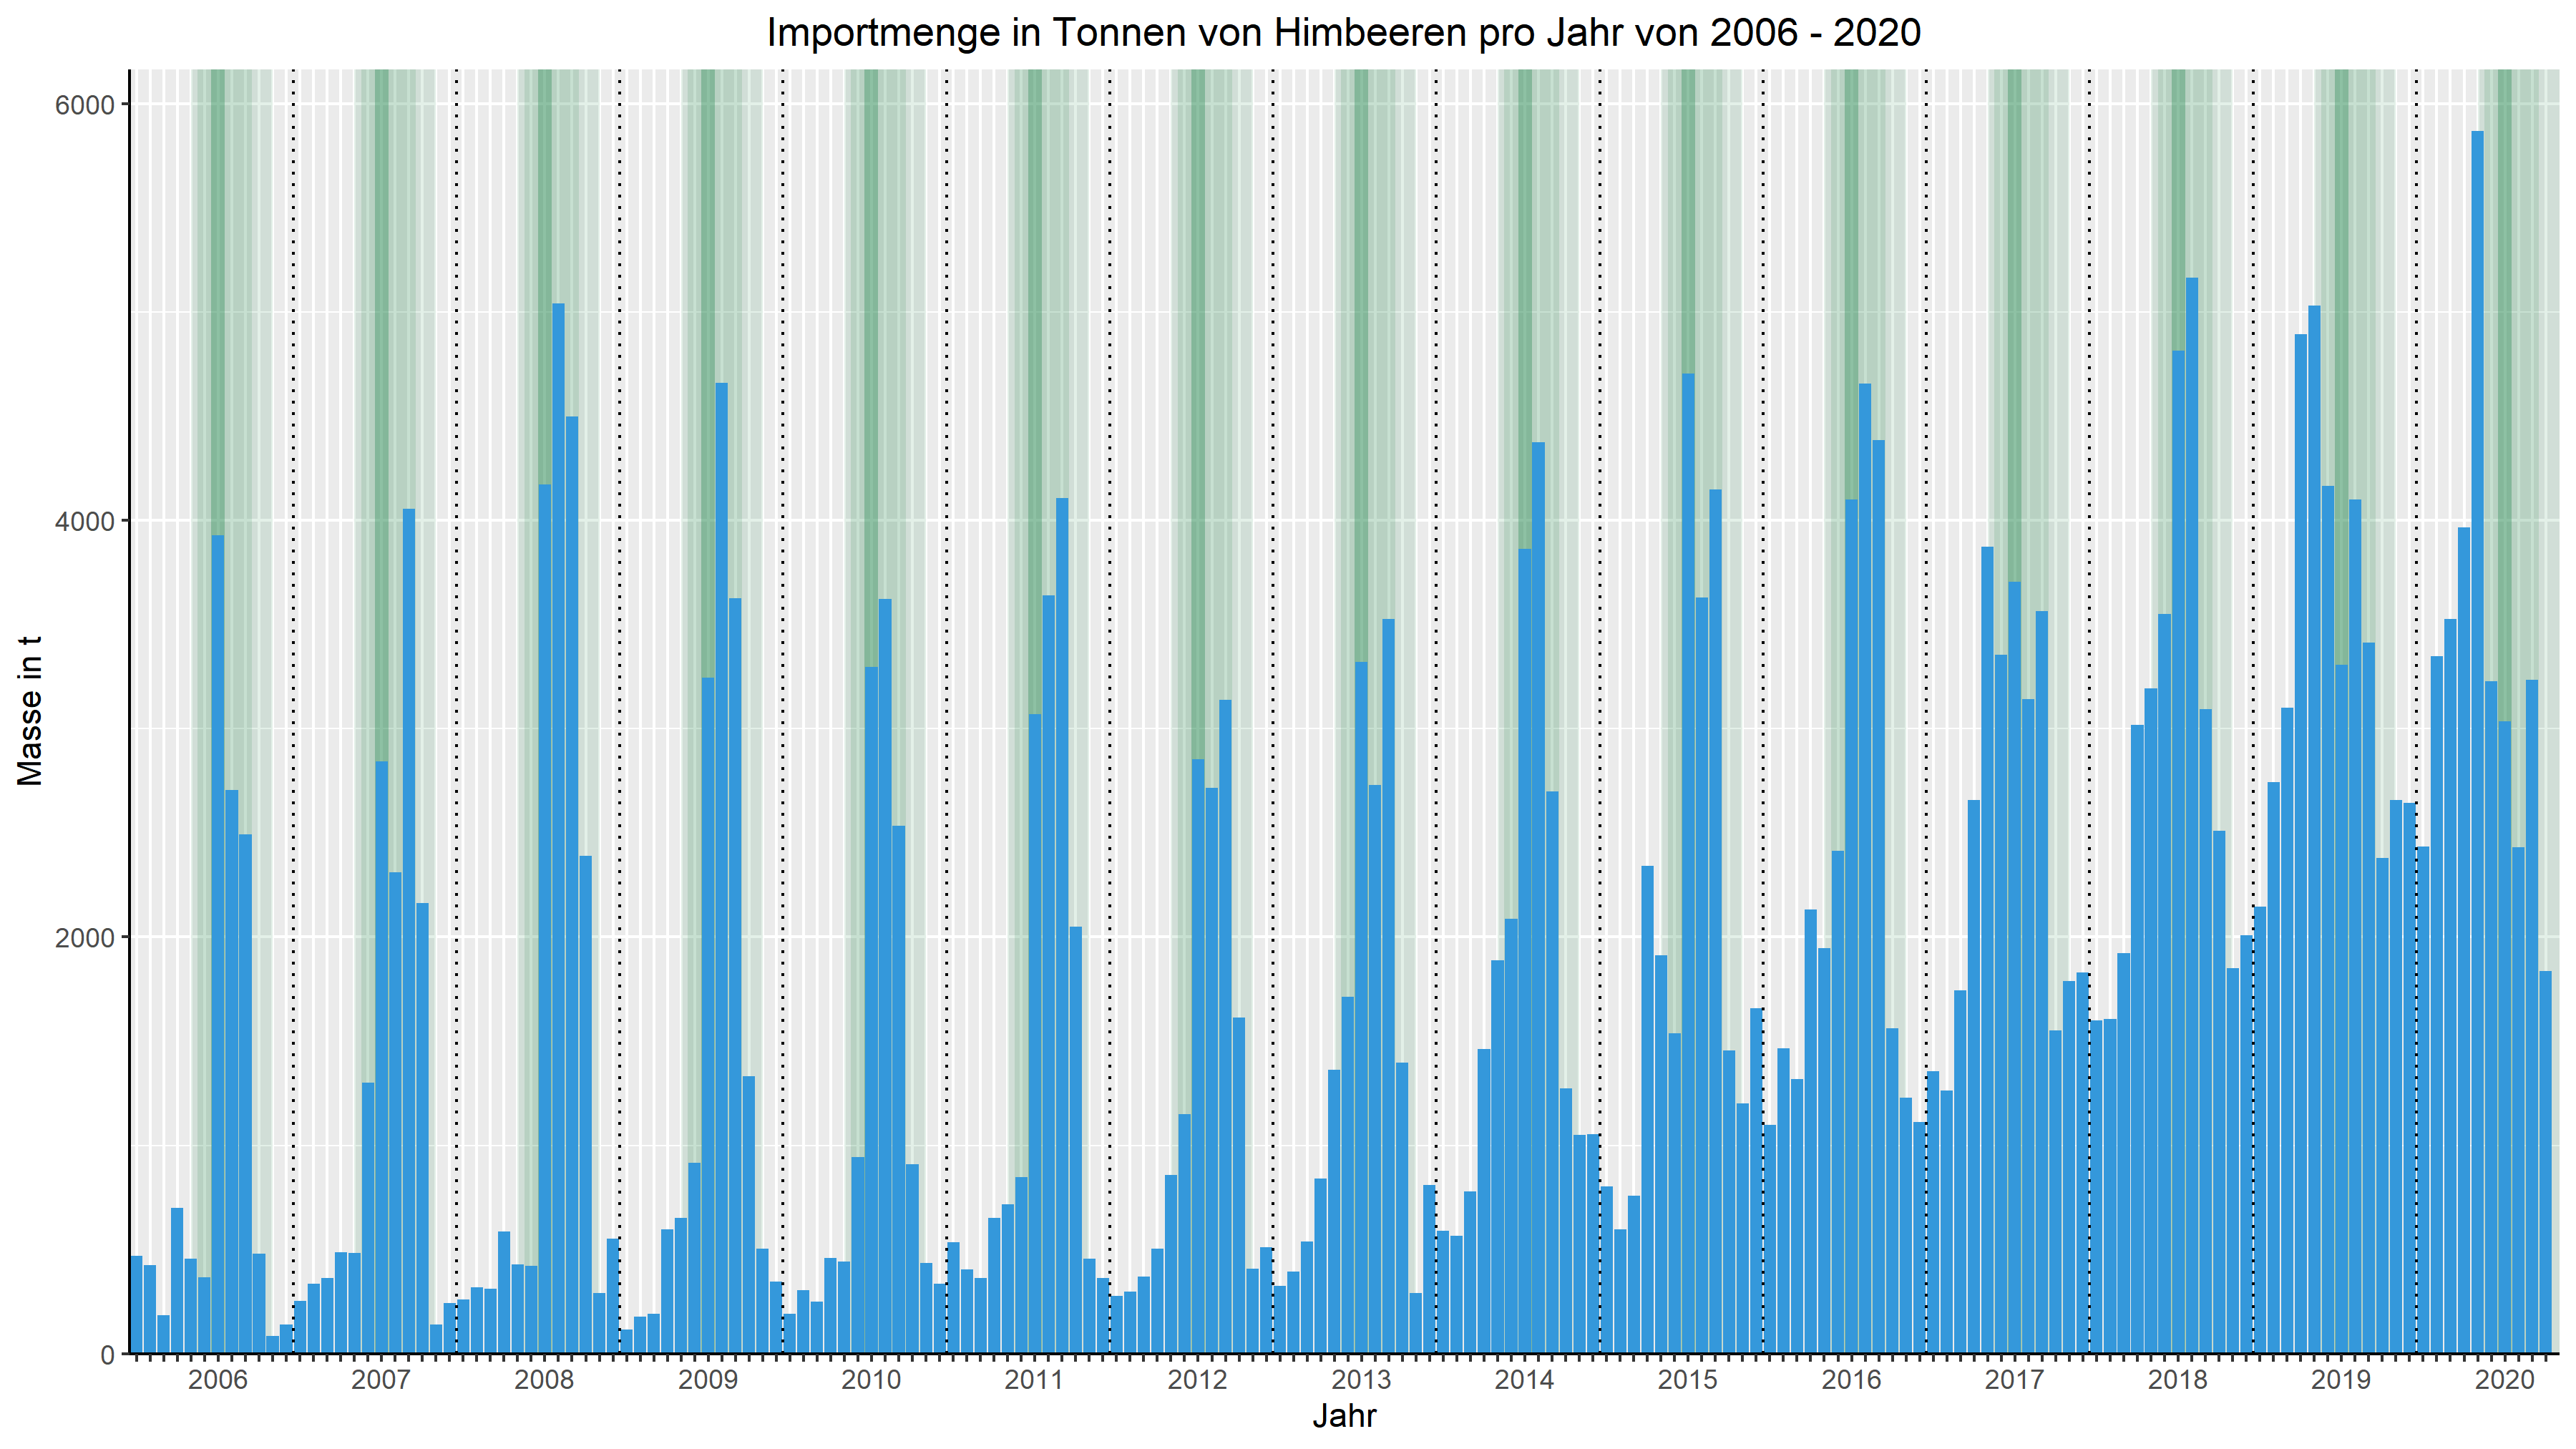 Importmenge in Tonnen von Himbeeren pro Jahr von 2006 - 2020
6000
4000
2000
0
Masse in t
2006 2007 2008 2009 2010 2011 2012 2013 2014 2015 2016 2017 2018 2019 2020
Jahr